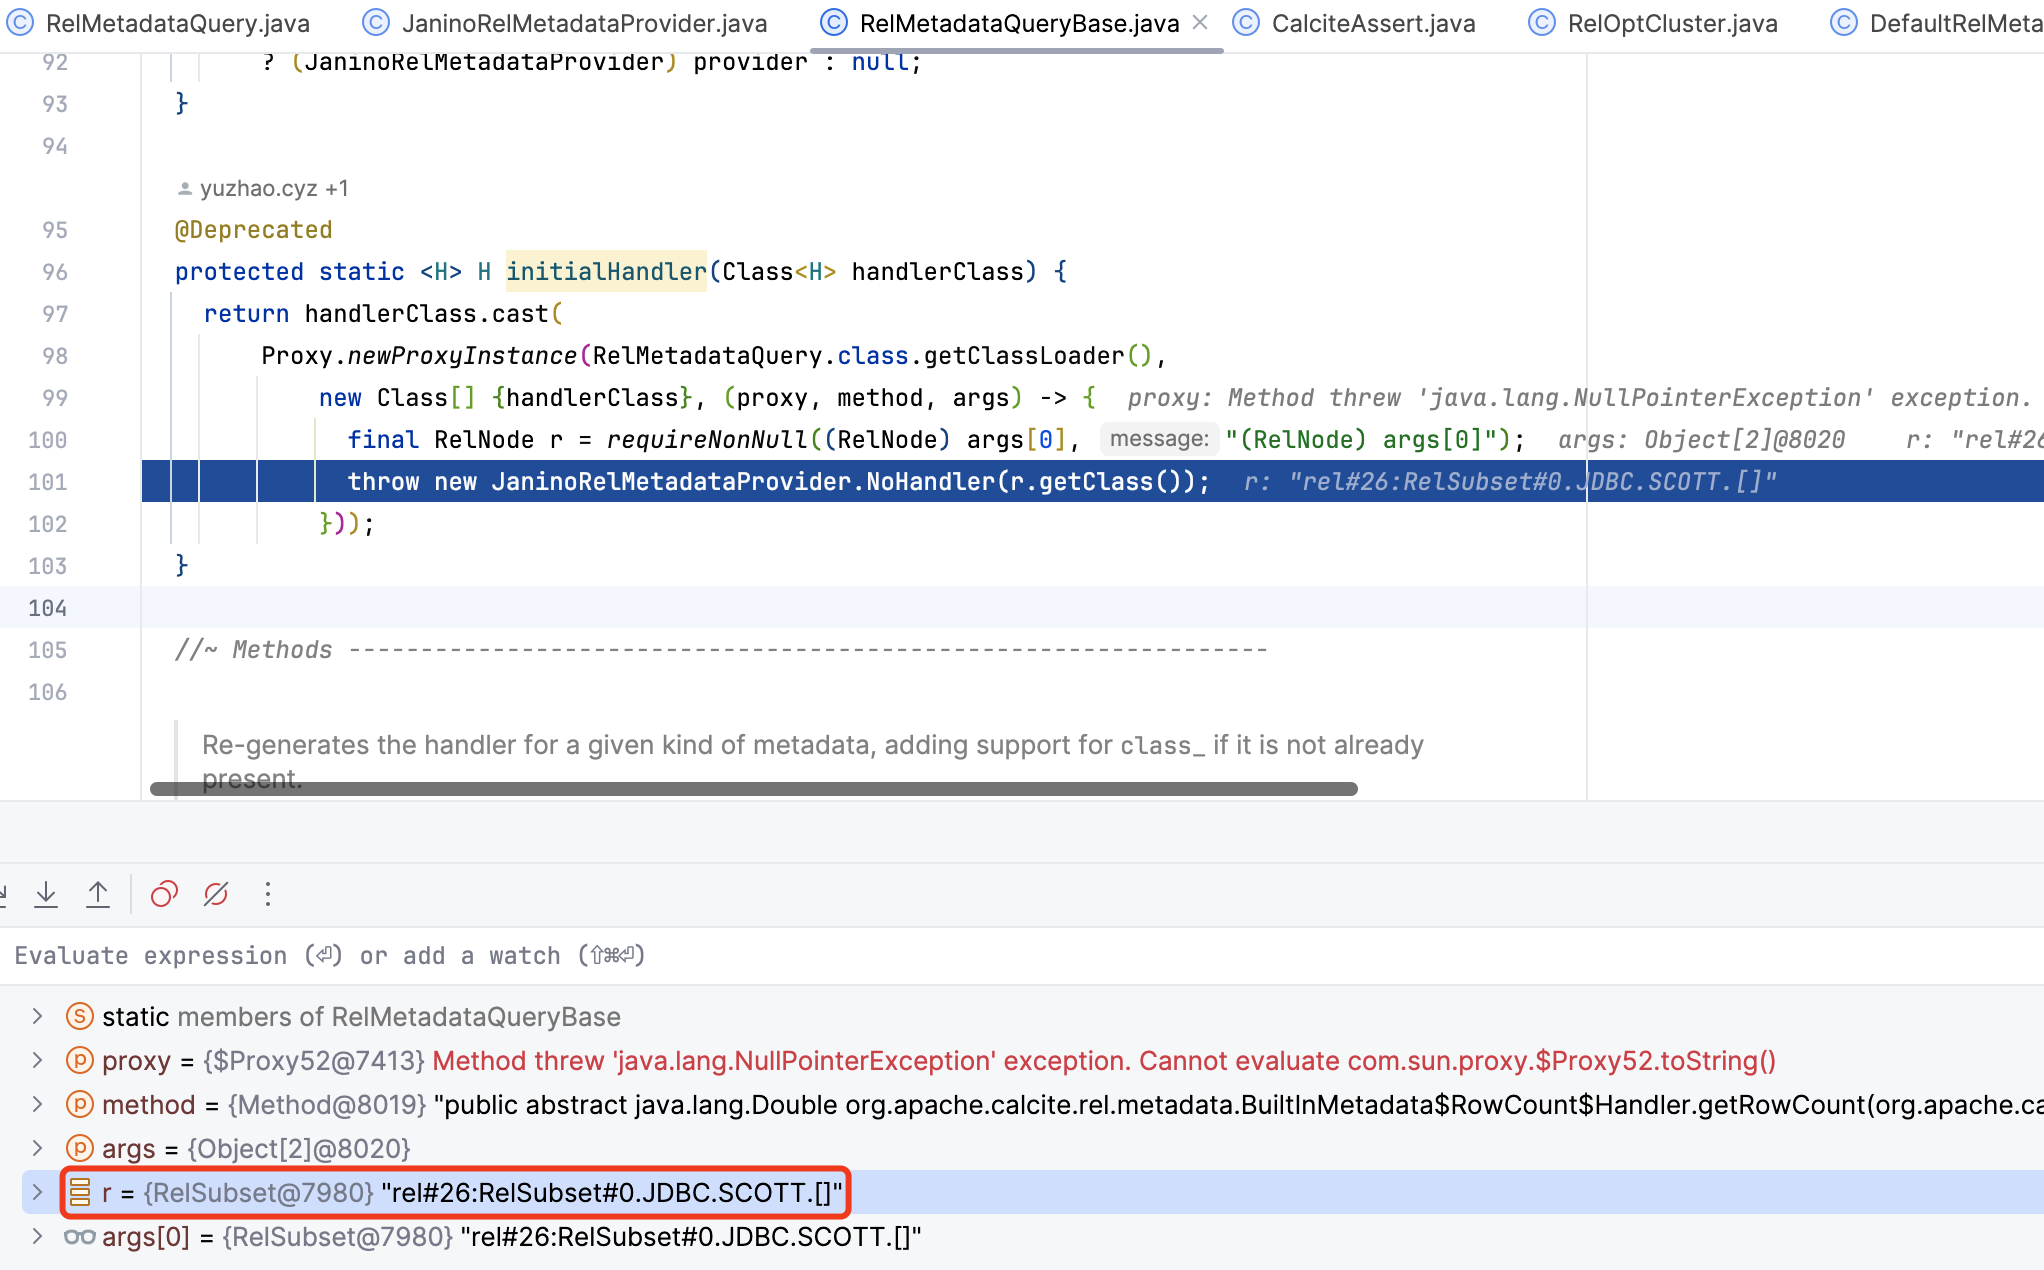 RelMetadataQuery.java JaninoRelMetadataProvider.java RelMetadataQueryBase.java CalciteAssert.java RelOptCluster.java DefaultRelMeta
92 ? (JaninoRelMetadataProvider) provider : null;
93 }
94
yuzhao.cyz +1
95 @Deprecated
96 protected static <H> H initialHandler(Class<H> handlerClass) {
97 return handlerClass.cast(
98 Proxy.newProxyInstance(RelMetadataQuery.class.getClassLoader(),
99 new Class[] {handlerClass}, (proxy, method, args) -> { proxy: Method threw 'java.lang.NullPointerException' exception.
100 final RelNode r = requireNonNull((RelNode) args[0], message: "(RelNode) args[0]"); args: Object[2]@8020 r: "rel#26
101 throw new JaninoRelMetadataProvider.NoHandler(r.getClass()); r: "rel#26:RelSubset#0.JDBC.SCOTT.[]"
102 }));
103 }
104
105 //~ Methods ----------------------------------------------------------------
106
Re-generates the handler for a given kind of metadata, adding support for class_ if it is not already
present.
Evaluate expression (⏎) or add a watch (⇧⌘⏎)
static members of RelMetadataQueryBase
proxy = {$Proxy52@7413} Method threw 'java.lang.NullPointerException' exception. Cannot evaluate com.sun.proxy.$Proxy52.toString()
method = {Method@8019} "public abstract java.lang.Double org.apache.calcite.rel.metadata.BuiltInMetadata$RowCount$Handler.getRowCount(org.apache.ca
args = {Object[2]@8020}
r = {RelSubset@7980} "rel#26:RelSubset#0.JDBC.SCOTT.[]"
args[0] = {RelSubset@7980} "rel#26:RelSubset#0.JDBC.SCOTT.[]"